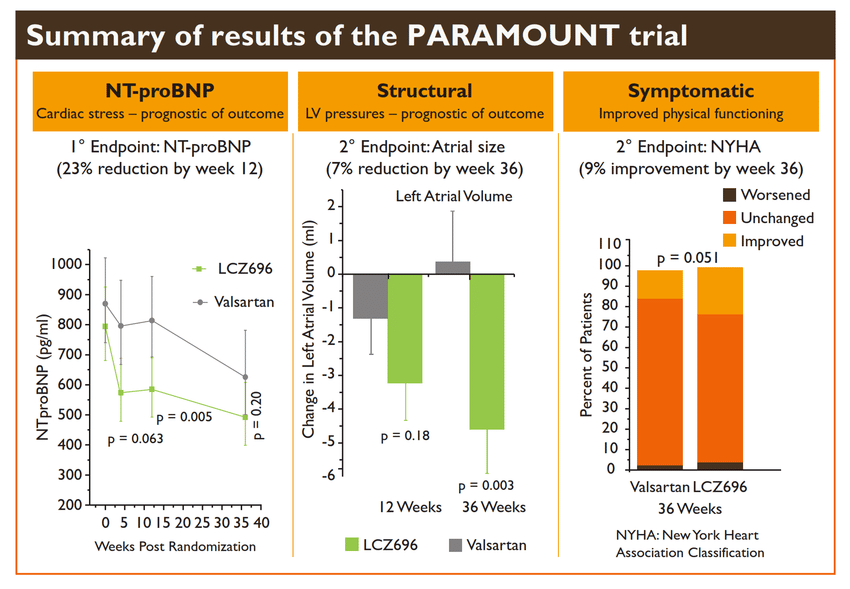 Summary of results of the PARAMOUNT trial
NT-proBNP
Cardiac stress – prognostic of outcome
1° Endpoint: NT-proBNP
(23% reduction by week 12)
LCZ696
Valsartan
NTproBNP (pg/ml)
1000
900
800
700
600
500
400
300
200
p = 0.063
p = 0.005
p = 0.20
0 5 10 15 20 25 30 35 40
Weeks Post Randomization
Structural
LV pressures – prognostic of outcome
2° Endpoint: Atrial size
(7% reduction by week 36)
Left Atrial Volume
Change in Left Atrial Volume (ml)
2
1
0
-1
-2
-3
-4
-5
-6
p = 0.18
p = 0.003
12 Weeks 36 Weeks
LCZ696 Valsartan
Symptomatic
Improved physical functioning
2° Endpoint: NYHA
(9% improvement by week 36)
Worsened
Unchanged
Improved
p = 0.051
Percent of Patients
110
100
90
80
70
60
50
40
30
20
10
0
Valsartan LCZ696
36 Weeks
NYHA: New York Heart
Association Classification